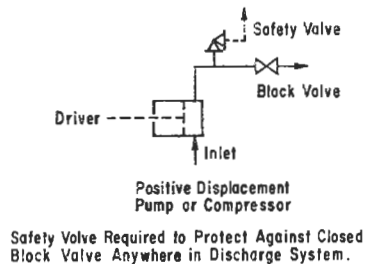 Safety Valve
Block Valve
Driver
Inlet
Positive Displacement
Pump or Compressor
Safety Volve Required to Protect Against Closed
Block Valve Anywhere in Discharge System.